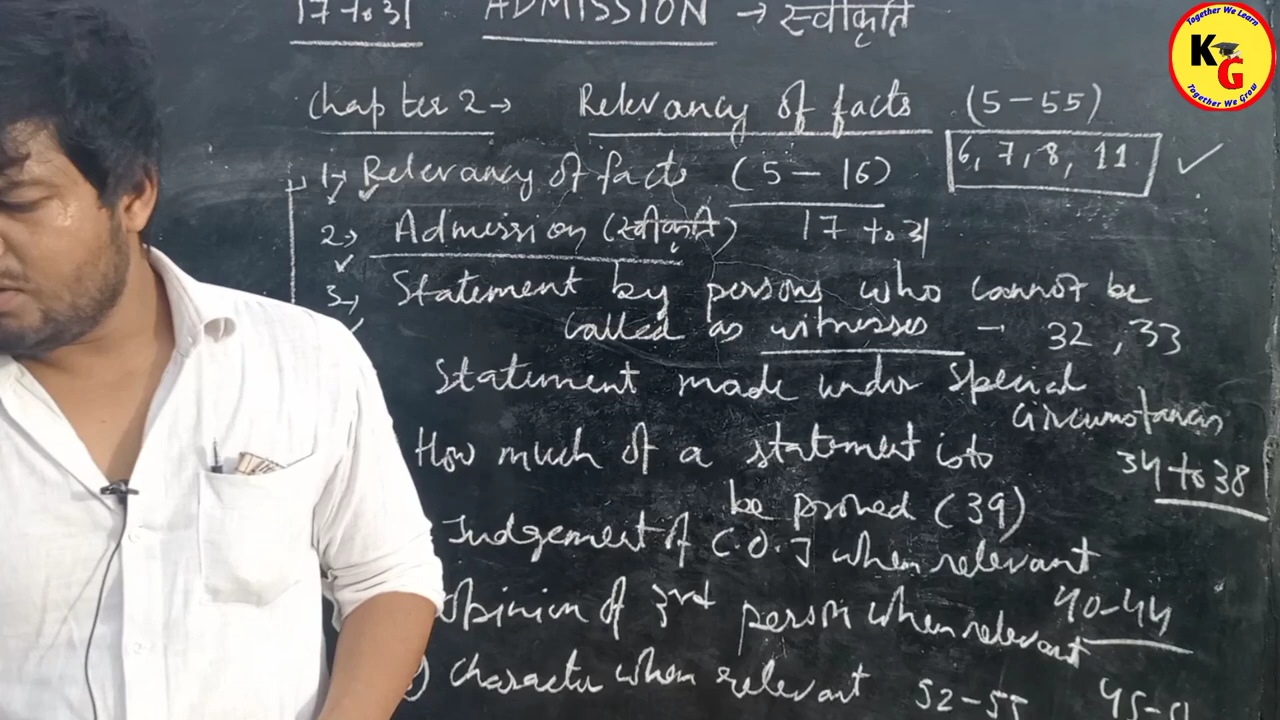 17 to 31 ADMISSION → स्वीकृति
Chapter 2 → Relevancy of facts (5-55)
1→ Relevancy of facts (5-16) 6, 7, 8, 11
2→ Admission (स्वीकृति) 17 to 31
3→ Statement by persons who cannot be
called as witnesses → 32, 33
Statement made under special
circumstances
34 to 38
How much of a statement is to
be proved (39)
Judgement of C.O.J when relevant
40-44
Opinion of 3rd person when relevant
45-51
) Character when relevant 52-55
Together We Learn
KG
Together We Grow